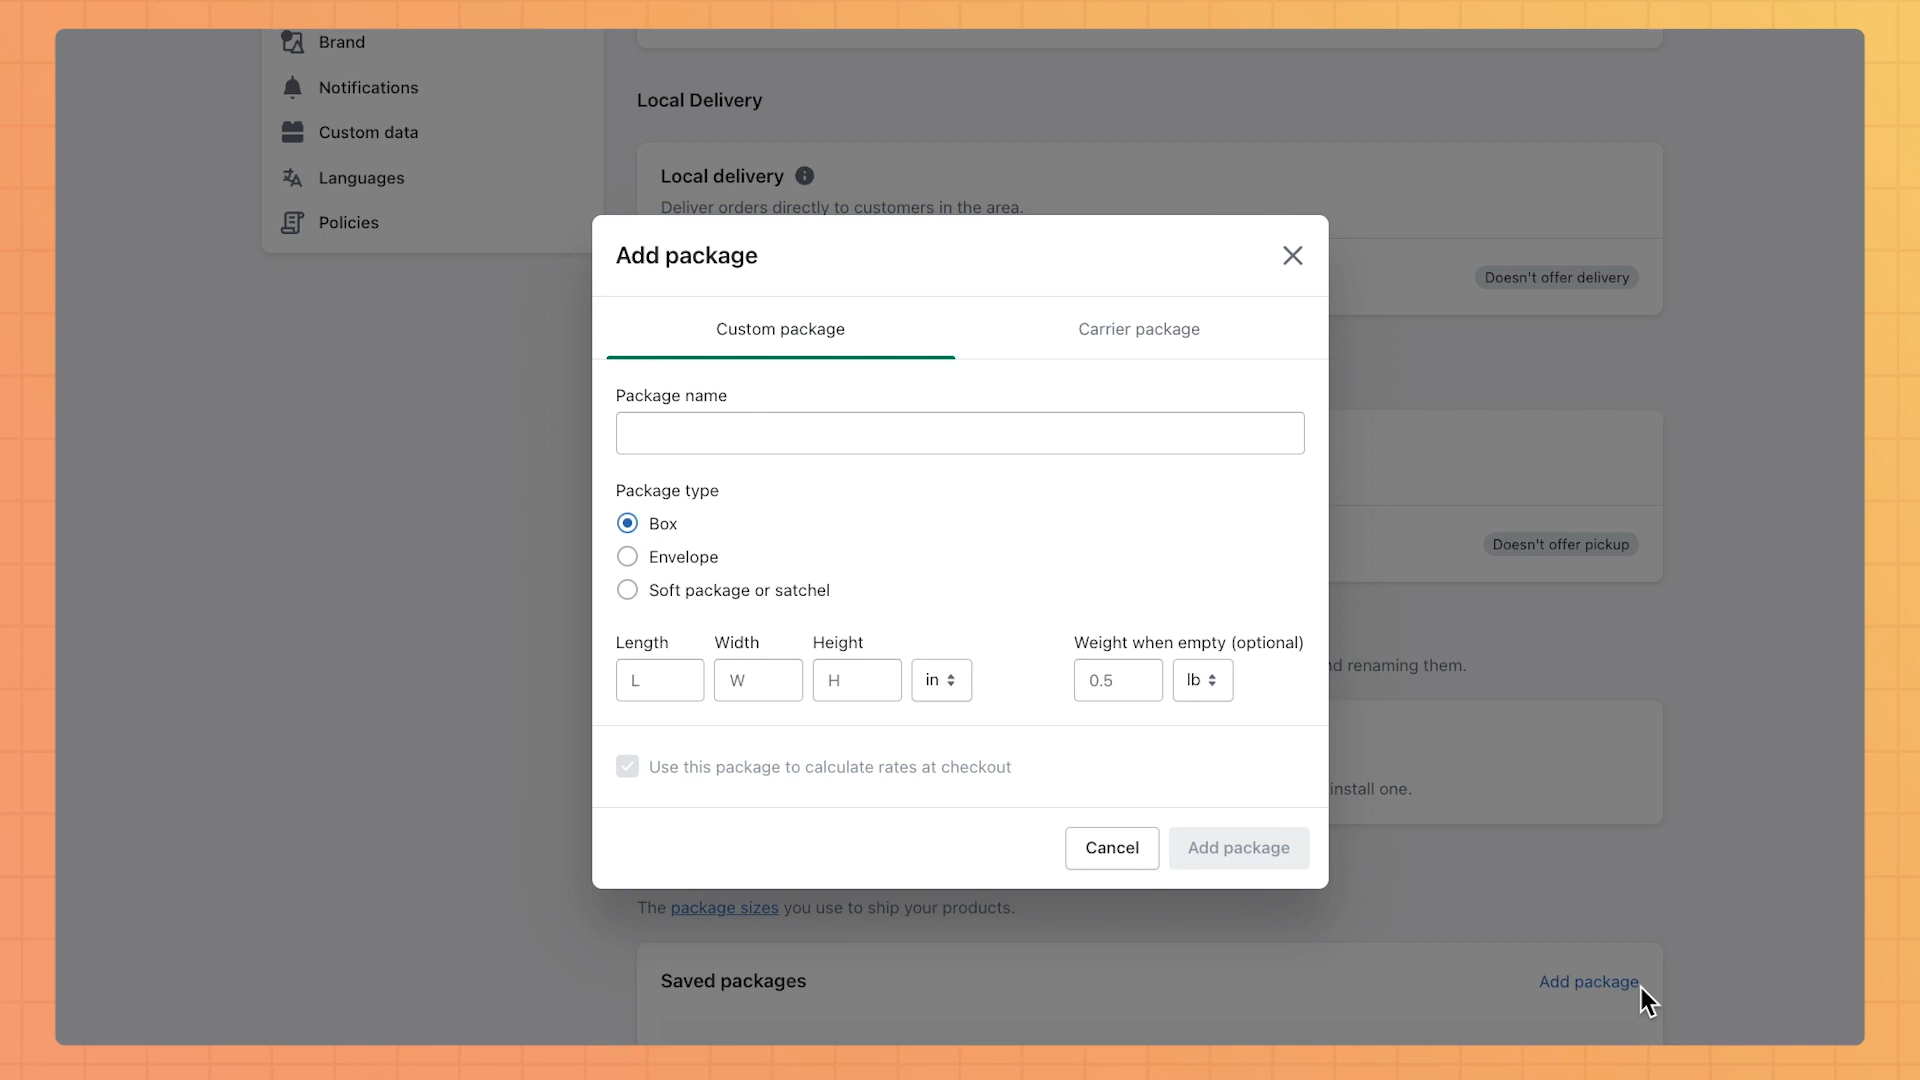 Brand
Notifications
Custom data
Languages
Policies
Local Delivery
Local delivery
Deliver orders directly to customers in the area.
Doesn't offer delivery
Add package
Custom package
Carrier package
Package name
Package type
Box
Envelope
Soft package or satchel
Length Width Height Weight when empty (optional)
L W H in 0.5 lb
Use this package to calculate rates at checkout
Cancel Add package
Doesn't offer pickup
renaming them.
install one.
The package sizes you use to ship your products.
Saved packages
Add package